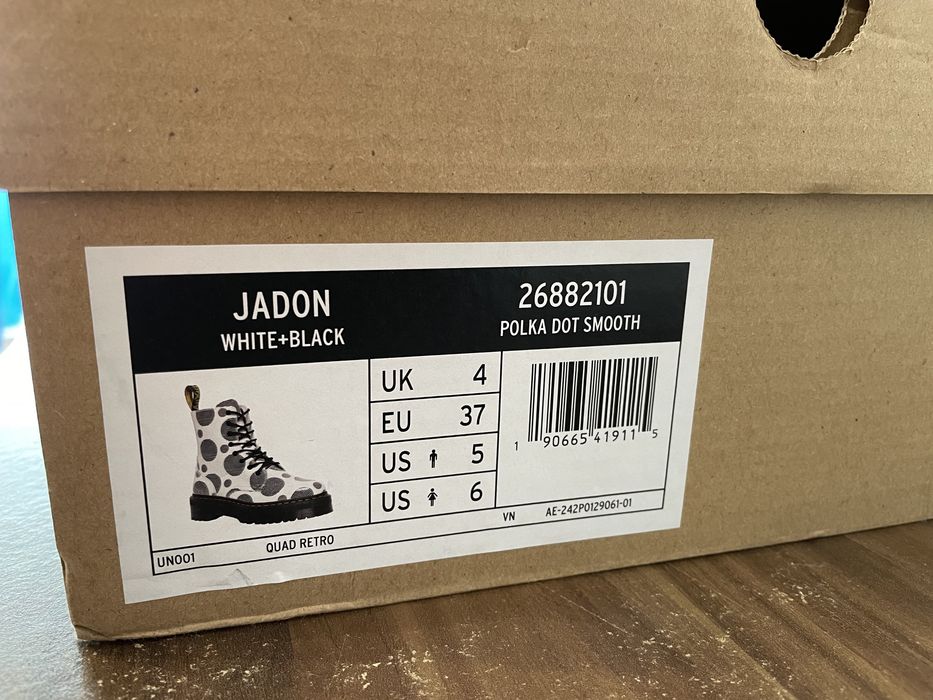 JADON
WHITE+BLACK
26882101
POLKA DOT SMOOTH
UK 4
EU 37
US 5
US 6
1 90665 41911 5
UN001
QUAD RETRO
VN
AE-242P0129061-01